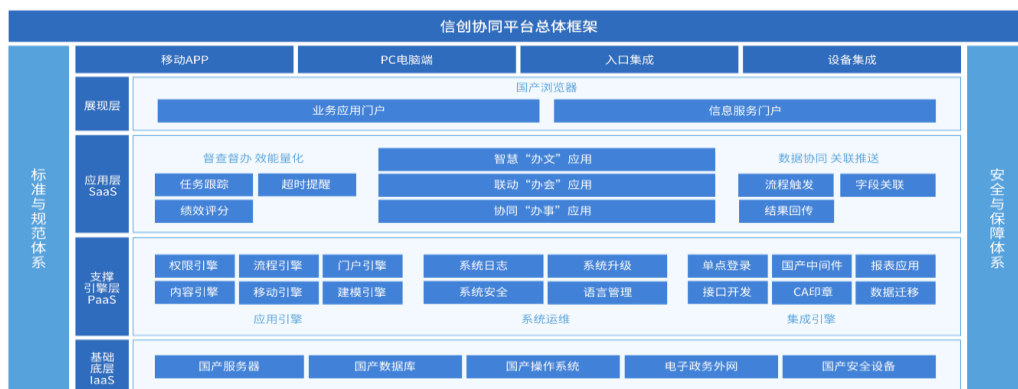 信创协同平台总体框架
标准与规范体系
移动APP
PC电脑端
入口集成
设备集成
展现层
国产浏览器
业务应用门户
信息服务门户
应用层
SaaS
督查督办 效能量化
任务跟踪
超时提醒
绩效评分
智慧“办文”应用
联动“办会”应用
协同“办事”应用
数据协同 关联推送
流程触发
字段关联
结果回传
支撑
引擎层
PaaS
权限引擎
流程引擎
门户引擎
内容引擎
移动引擎
建模引擎
应用引擎
系统日志
系统升级
系统安全
语言管理
系统运维
单点登录
国产中间件
报表应用
接口开发
CA印章
数据迁移
集成引擎
基础
底层
IaaS
国产服务器
国产数据库
国产操作系统
电子政务外网
国产安全设备
安全与保障体系